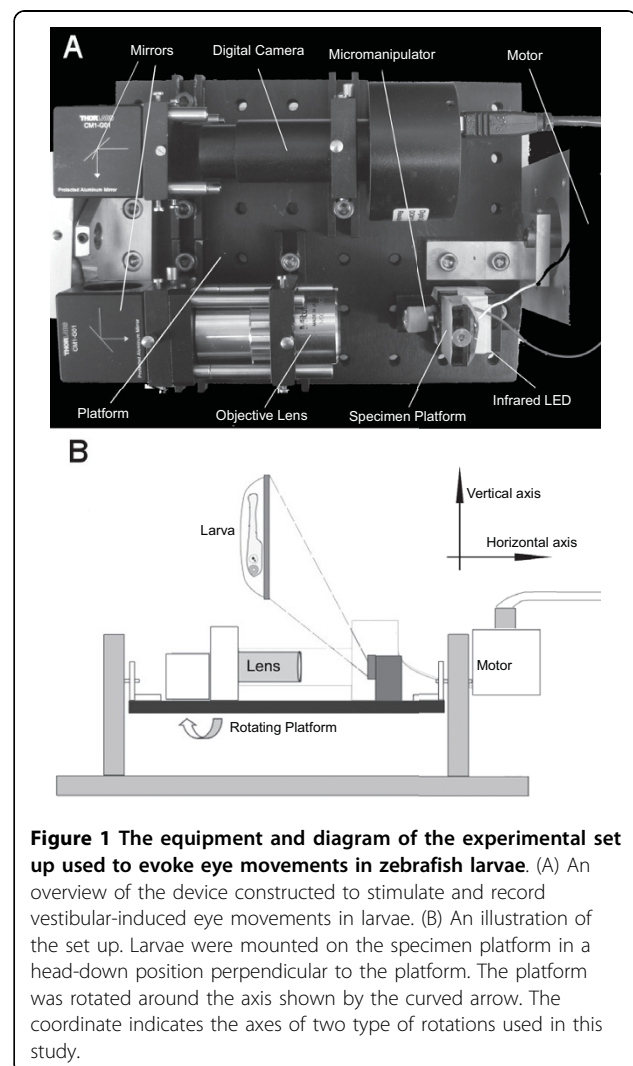 A
Mirrors
Digital Camera
Micromanipulator
Motor
THORLABS
CM1-G01
Protected Aluminum Mirror
THORLABS
CM1-G01
Platform
Objective Lens
Specimen Platform
Infrared LED
B
Larva
Vertical axis
Horizontal axis
Lens
Motor
Rotating Platform
Figure 1 The equipment and diagram of the experimental set
up used to evoke eye movements in zebrafish larvae. (A) An
overview of the device constructed to stimulate and record
vestibular-induced eye movements in larvae. (B) An illustration of
the set up. Larvae were mounted on the specimen platform in a
head-down position perpendicular to the platform. The platform
was rotated around the axis shown by the curved arrow. The
coordinate indicates the axes of two type of rotations used in this
study.